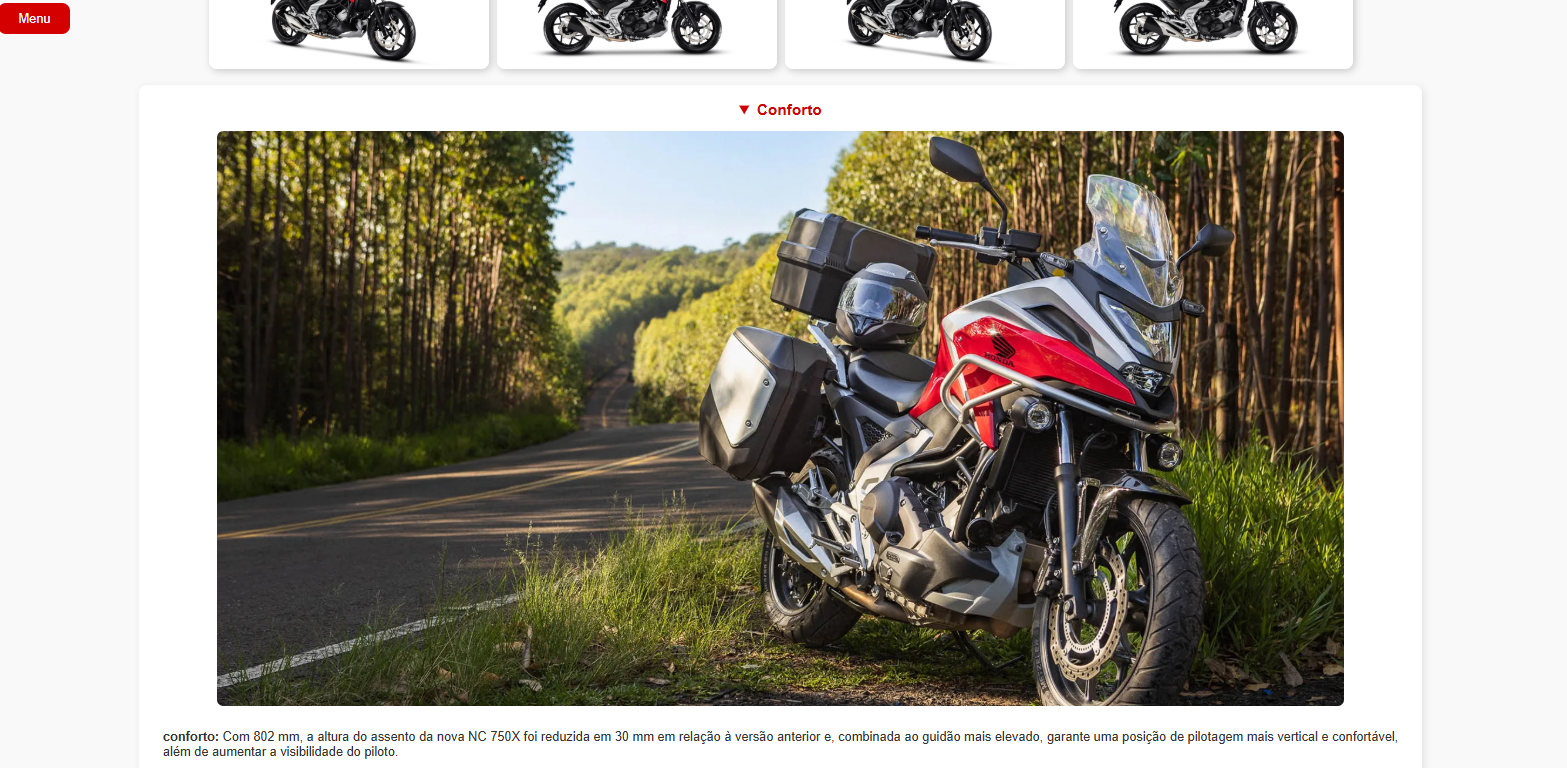 Menu
▼ Conforto
HONDA
conforto: Com 802 mm, a altura do assento da nova NC 750X foi reduzida em 30 mm em relação à versão anterior e, combinada ao guidão mais elevado, garante uma posição de pilotagem mais vertical e confortável,
além de aumentar a visibilidade do piloto.